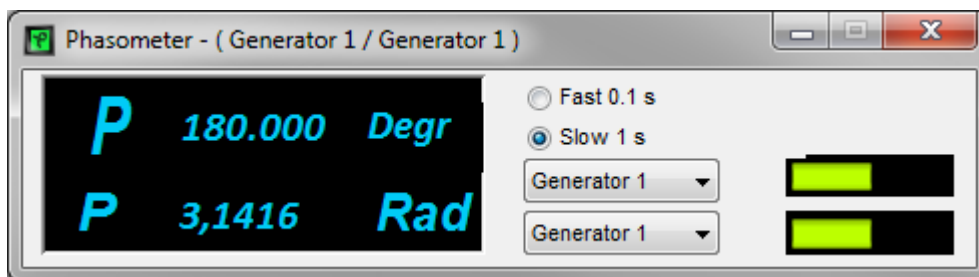 Phasometer - ( Generator 1 / Generator 1 )
P 180.000 Degr
P 3,1416 Rad
Fast 0.1 s
Slow 1 s
Generator 1
Generator 1